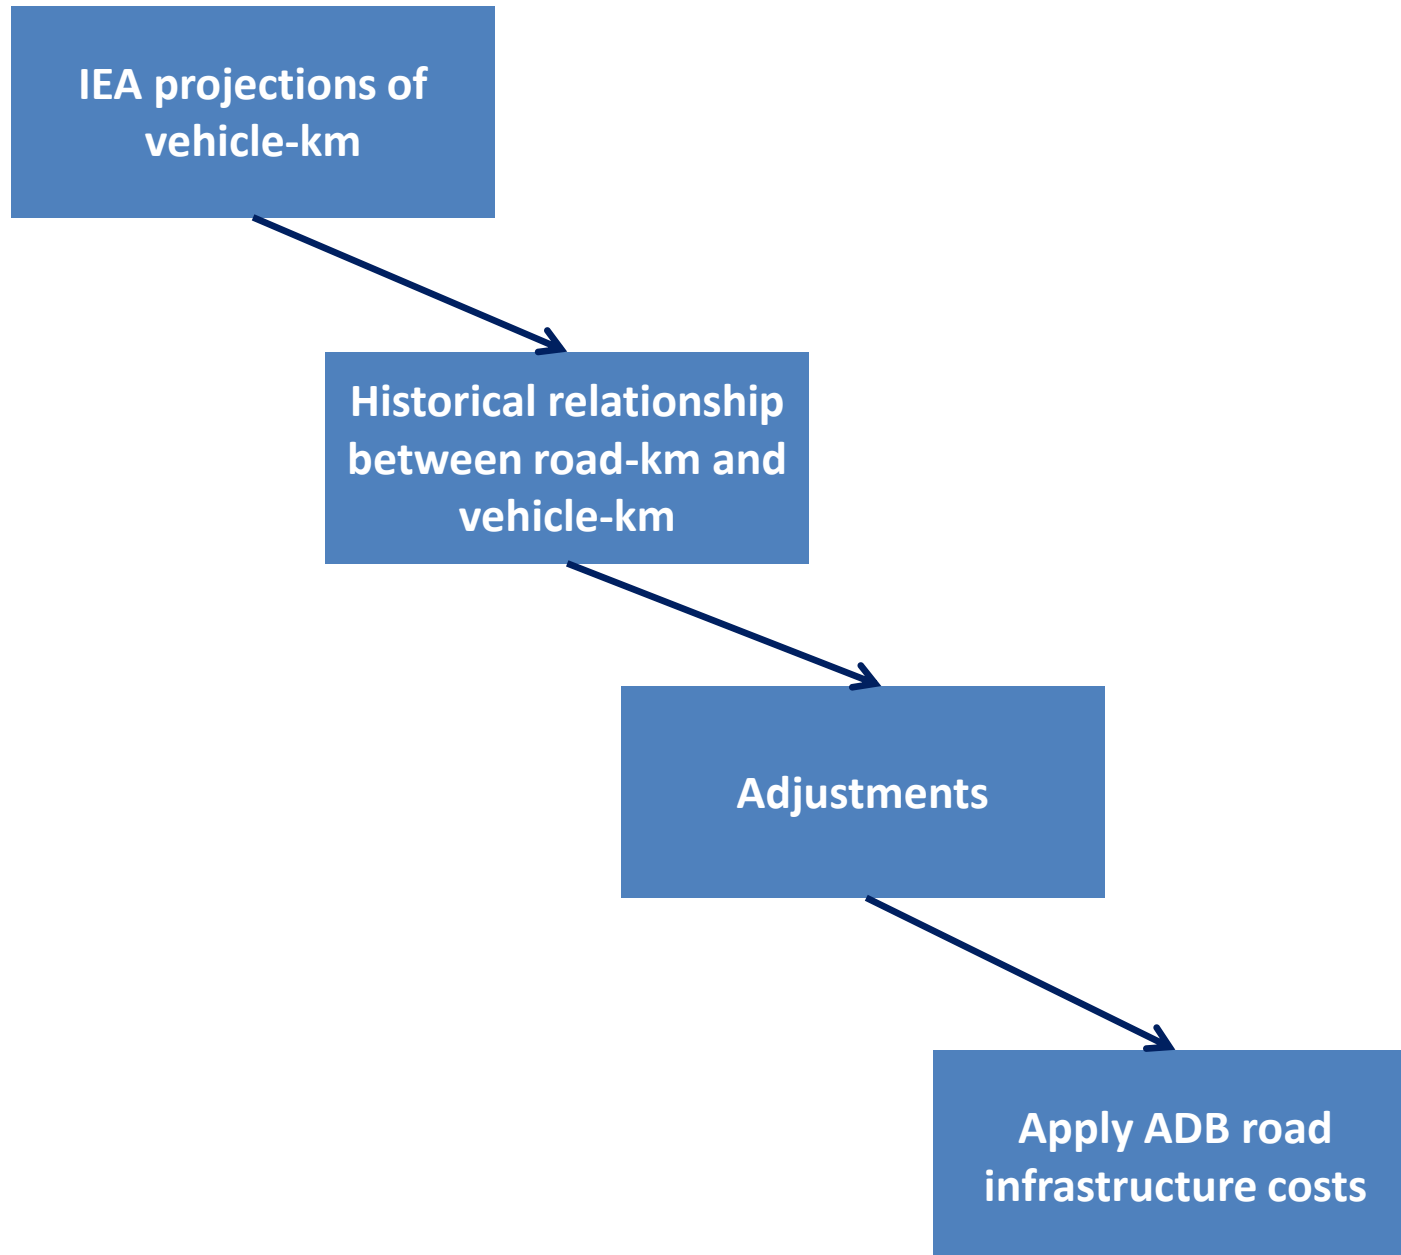 IEA projections of
vehicle-km
Historical relationship
between road-km and
vehicle-km
Adjustments
Apply ADB road
infrastructure costs